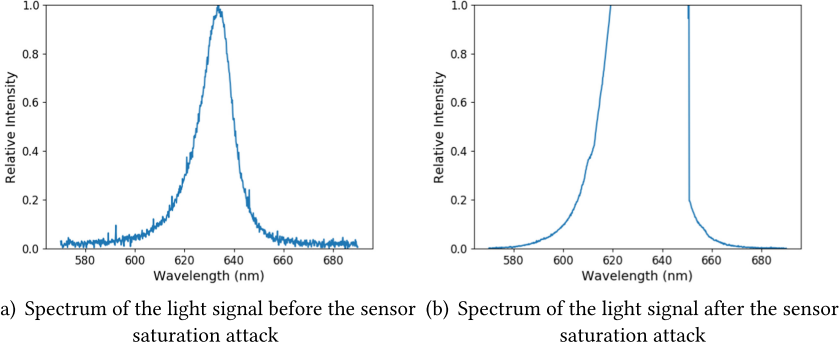 1.0
0.8
0.6
0.4
0.2
0.0
Relative Intensity
580 600 620 640 660 680
Wavelength (nm)
1.0
0.8
0.6
0.4
0.2
0.0
Relative Intensity
580 600 620 640 660 680
Wavelength (nm)
a) Spectrum of the light signal before the sensor
saturation attack
(b) Spectrum of the light signal after the sensor
saturation attack